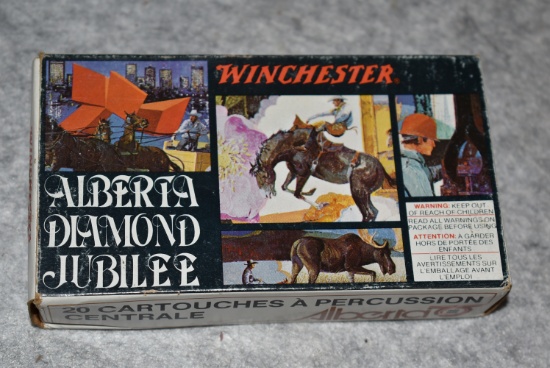 WINCHESTER
ALBERTA
DIAMOND
JUBILEE
WARNING: KEEP OUT
OF REACH OF CHILDREN
READ ALL WARNINGS ON
PACKAGE BEFORE USING
ATTENTION: À GARDER
HORS DE PORTÉE DES
ENFANTS
LIRE TOUS LES
AVERTISSEMENTS SUR
L'EMBALLAGE AVANT
L'EMPLOI
20 CARTOUCHES À PERCUSSION
CENTRALE
Alberta